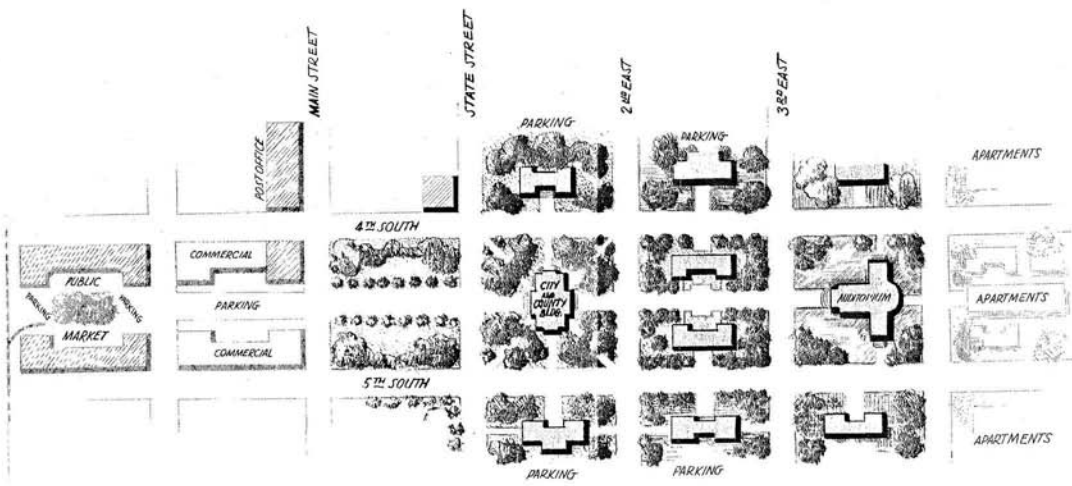 MAIN STREET
STATE STREET
2ND EAST
3RD EAST
PARKING
PARKING
POST OFFICE
APARTMENTS
4TH SOUTH
COMMERCIAL
PUBLIC
PARKING
PARKING
MARKET
PARKING
COMMERCIAL
CITY
AND
COUNTY
BLDG.
AUDITORIUM
APARTMENTS
5TH SOUTH
PARKING
PARKING
APARTMENTS